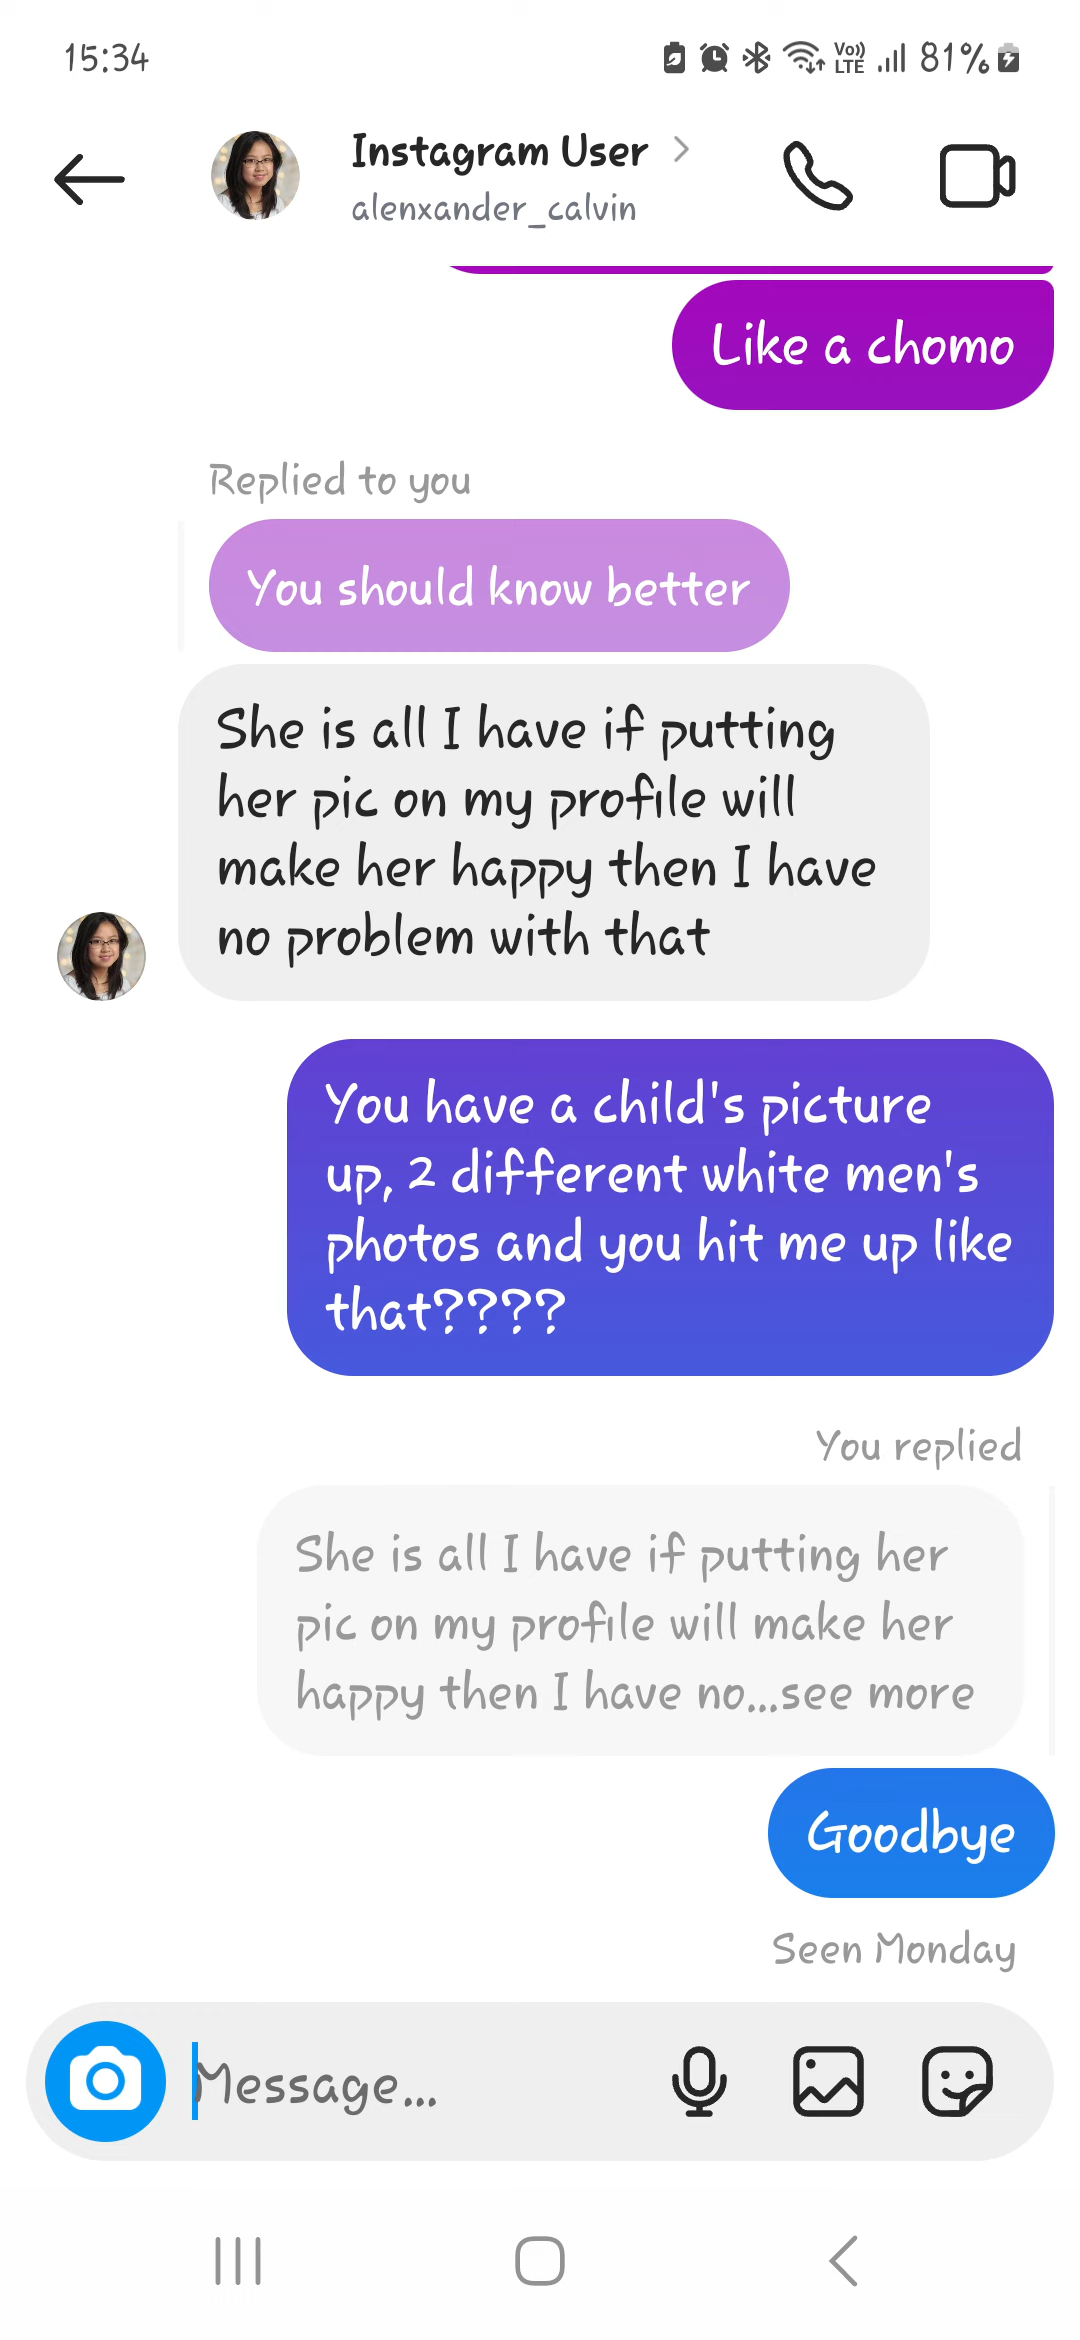 15:34
Vo))
LTE
81%
Instagram User
alenxander_calvin
Like a chomo
Replied to you
You should know better
She is all I have if putting
her pic on my profile will
make her happy then I have
no problem with that
You have a child's picture
up, 2 different white men's
photos and you hit me up like
that????
You replied
She is all I have if putting her
pic on my profile will make her
happy then I have no...see more
Goodbye
Seen Monday
Message...